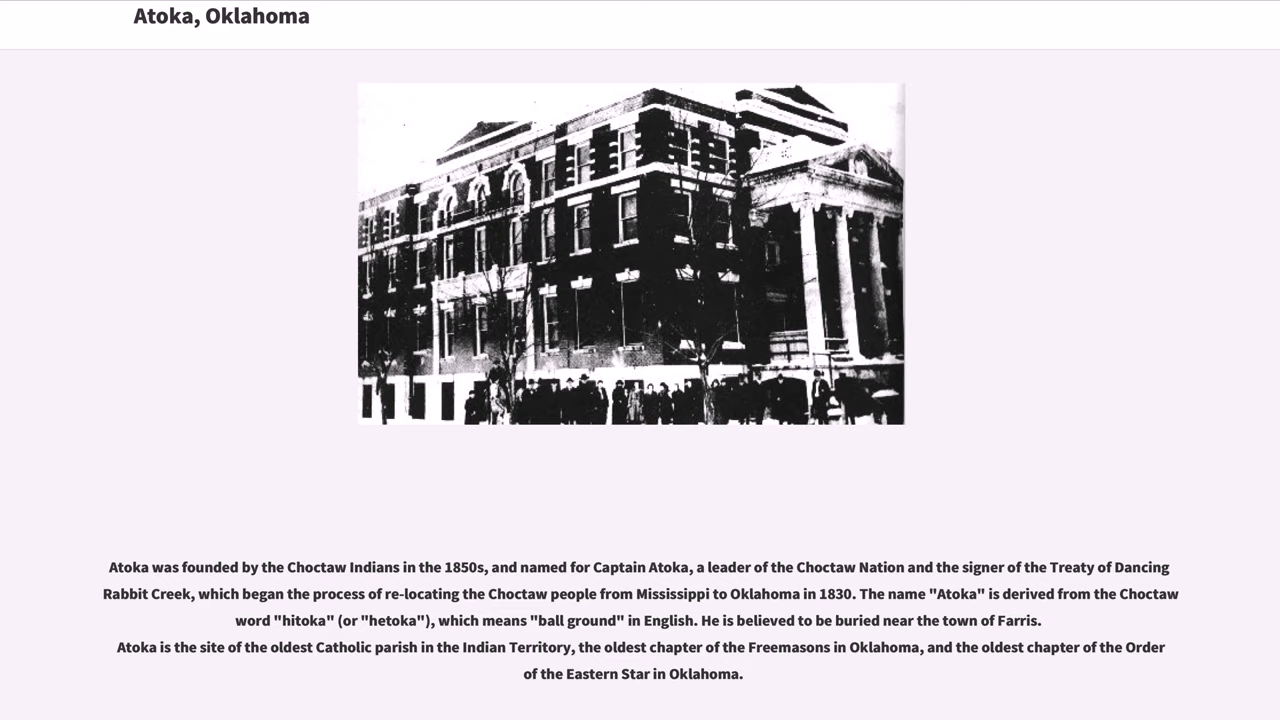 Atoka, Oklahoma
Atoka was founded by the Choctaw Indians in the 1850s, and named for Captain Atoka, a leader of the Choctaw Nation and the signer of the Treaty of Dancing
Rabbit Creek, which began the process of re-locating the Choctaw people from Mississippi to Oklahoma in 1830. The name "Atoka" is derived from the Choctaw
word "hitoka" (or "hetoka"), which means "ball ground" in English. He is believed to be buried near the town of Farris.
Atoka is the site of the oldest Catholic parish in the Indian Territory, the oldest chapter of the Freemasons in Oklahoma, and the oldest chapter of the Order
of the Eastern Star in Oklahoma.